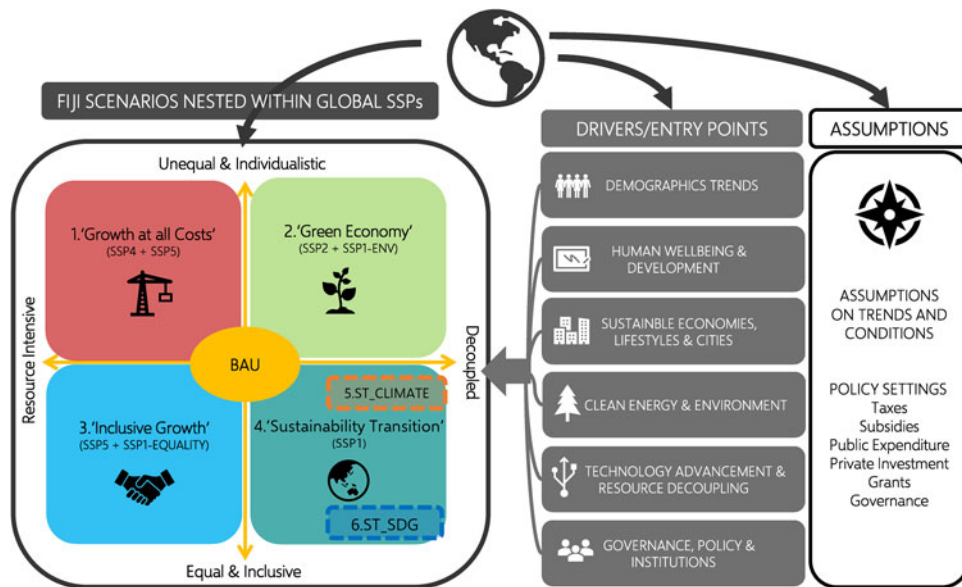 FIJI SCENARIOS NESTED WITHIN GLOBAL SSPs
Unequal & Individualistic
1.'Growth at all Costs'
(SSP4 + SSP5)
2.'Green Economy'
(SSP2 + SSP1-ENV)
Resource Intensive
BAU
Decoupled
3.'Inclusive Growth'
(SSP5 + SSP1-EQUALITY)
5.ST_CLIMATE
4.'Sustainability Transition'
(SSP1)
6.ST_SDG
Equal & Inclusive
DRIVERS/ENTRY POINTS
DEMOGRAPHICS TRENDS
HUMAN WELLBEING &
DEVELOPMENT
SUSTAINBLE ECONOMIES,
LIFESTYLES & CITIES
CLEAN ENERGY & ENVIRONMENT
TECHNOLOGY ADVANCEMENT &
RESOURCE DECOUPLING
GOVERNANCE, POLICY &
INSTITUTIONS
ASSUMPTIONS
ASSUMPTIONS
ON TRENDS AND
CONDITIONS
POLICY SETTINGS
Taxes
Subsidies
Public Expenditure
Private Investment
Grants
Governance